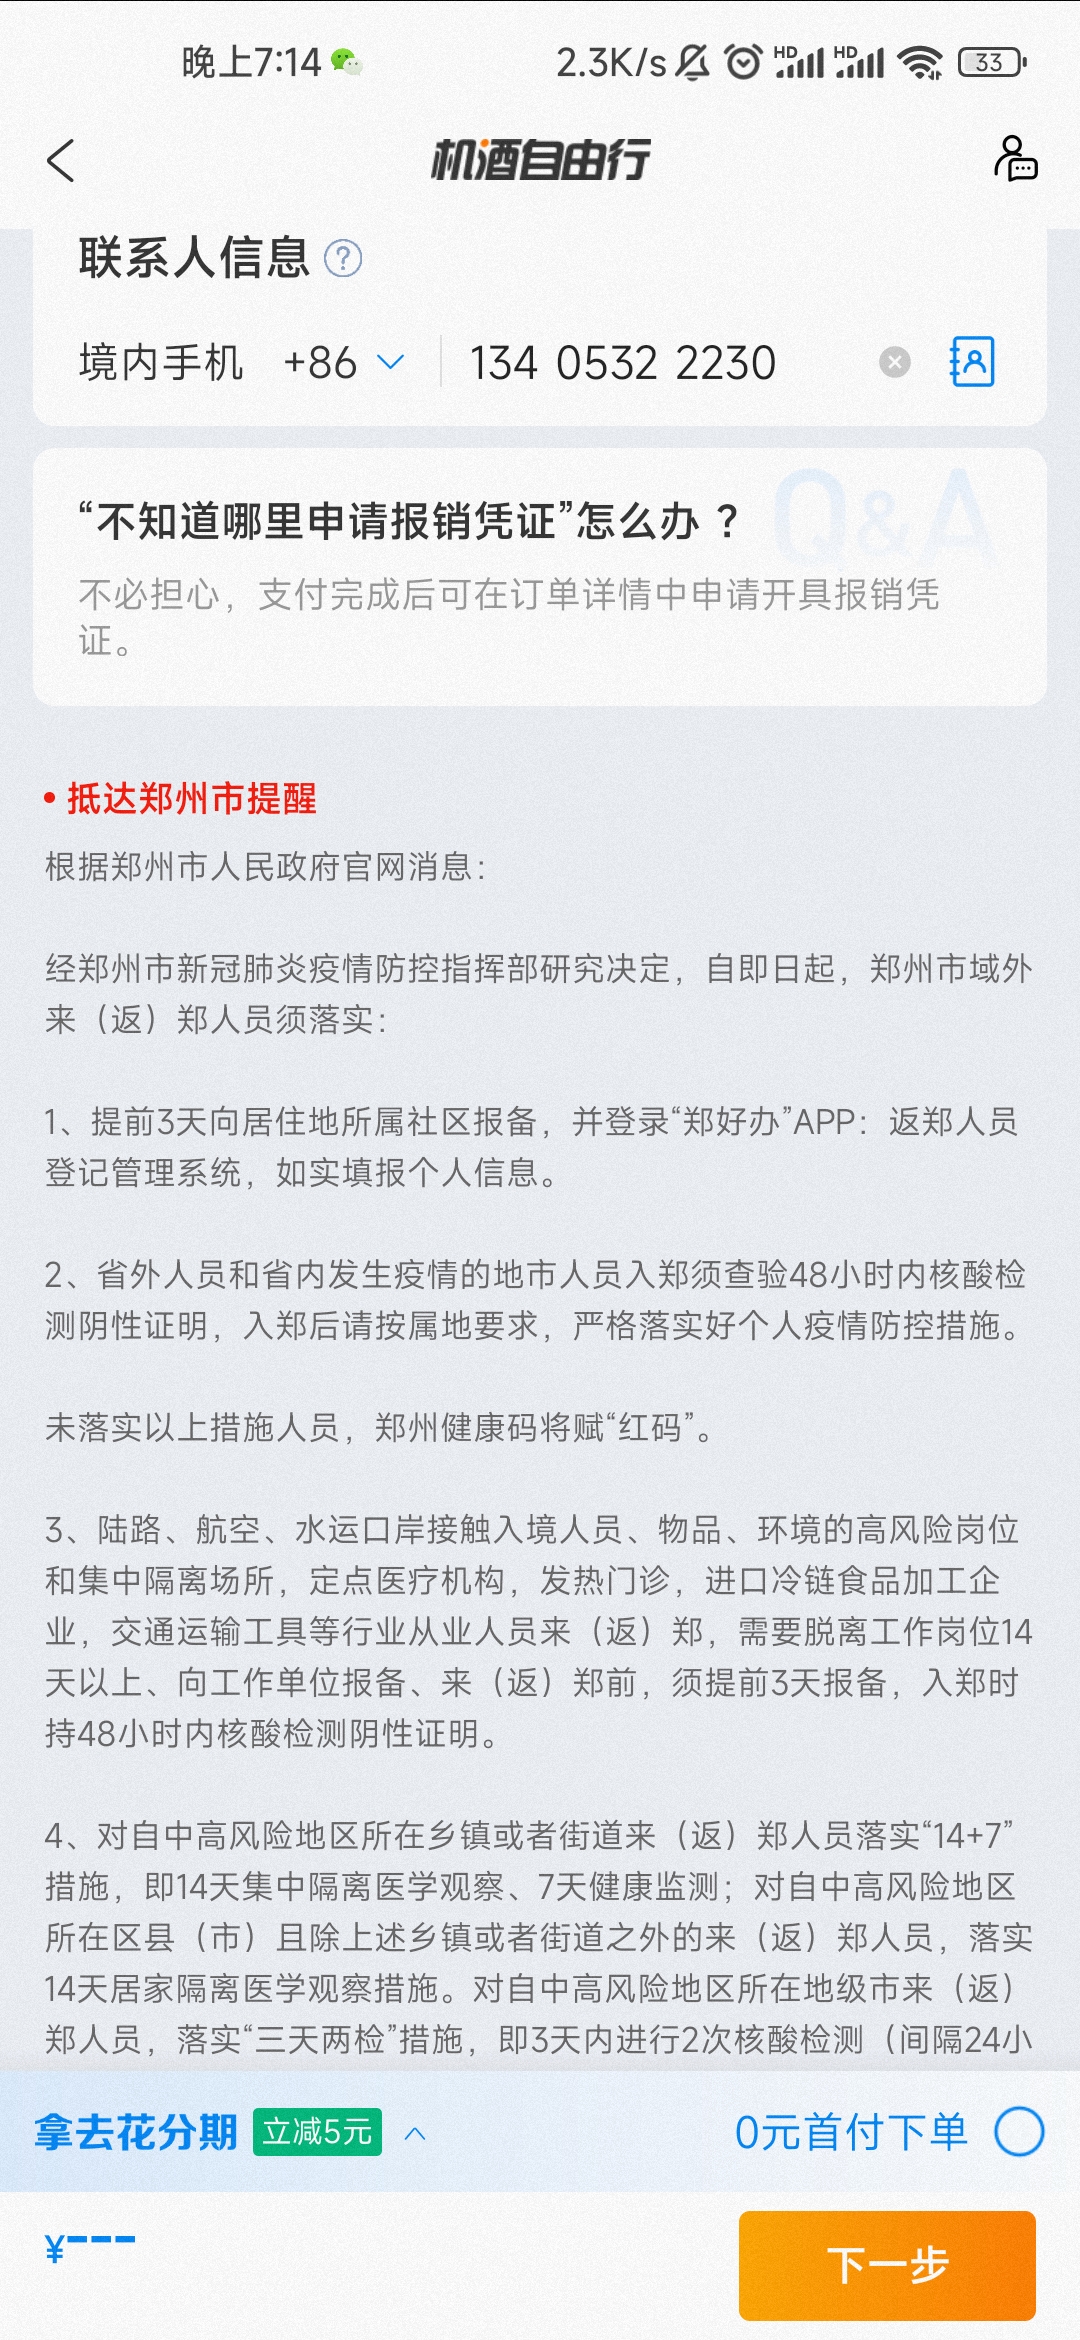 晚上7:14
2.3K/s HD HD 33
机酒自由行
联系人信息 ?
境内手机 +86 134 0532 2230
Q&A
“不知道哪里申请报销凭证”怎么办？
不必担心，支付完成后可在订单详情中申请开具报销凭
证。
• 抵达郑州市提醒
根据郑州市人民政府官网消息：
经郑州市新冠肺炎疫情防控指挥部研究决定，自即日起，郑州市域外
来（返）郑人员须落实：
1、提前3天向居住地所属社区报备，并登录“郑好办”APP：返郑人员
登记管理系统，如实填报个人信息。
2、省外人员和省内发生疫情的地市人员入郑须查验48小时内核酸检
测阴性证明，入郑后请按属地要求，严格落实好个人疫情防控措施。
未落实以上措施人员，郑州健康码将赋“红码”。
3、陆路、航空、水运口岸接触入境人员、物品、环境的高风险岗位
和集中隔离场所，定点医疗机构，发热门诊，进口冷链食品加工企
业，交通运输工具等行业从业人员来（返）郑，需要脱离工作岗位14
天以上、向工作单位报备、来（返）郑前，须提前3天报备，入郑时
持48小时内核酸检测阴性证明。
4、对自中高风险地区所在乡镇或者街道来（返）郑人员落实“14+7”
措施，即14天集中隔离医学观察、7天健康监测；对自中高风险地区
所在区县（市）且除上述乡镇或者街道之外的来（返）郑人员，落实
14天居家隔离医学观察措施。对自中高风险地区所在地级市来（返）
郑人员，落实“三天两检”措施，即3天内进行2次核酸检测（间隔24小
拿去花分期 立减5元 0元首付下单
¥---
下一步